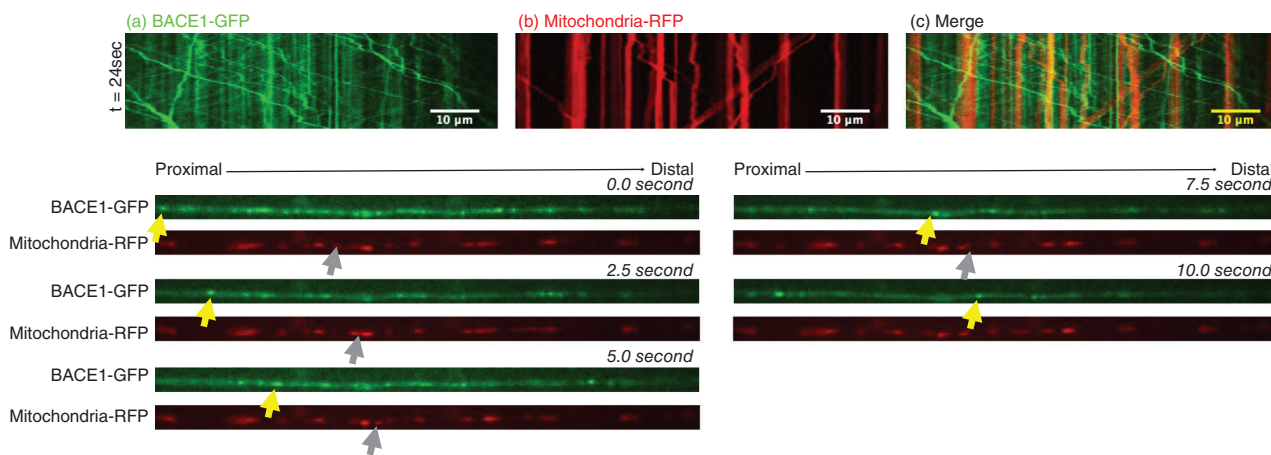 (a) BACE1-GFP
(b) Mitochondria-RFP
(c) Merge
t = 24sec
10 µm
10 µm
10 µm
Proximal
Distal
0.0 second
BACE1-GFP
Mitochondria-RFP
2.5 second
BACE1-GFP
Mitochondria-RFP
5.0 second
BACE1-GFP
Mitochondria-RFP
Proximal
Distal
7.5 second
10.0 second